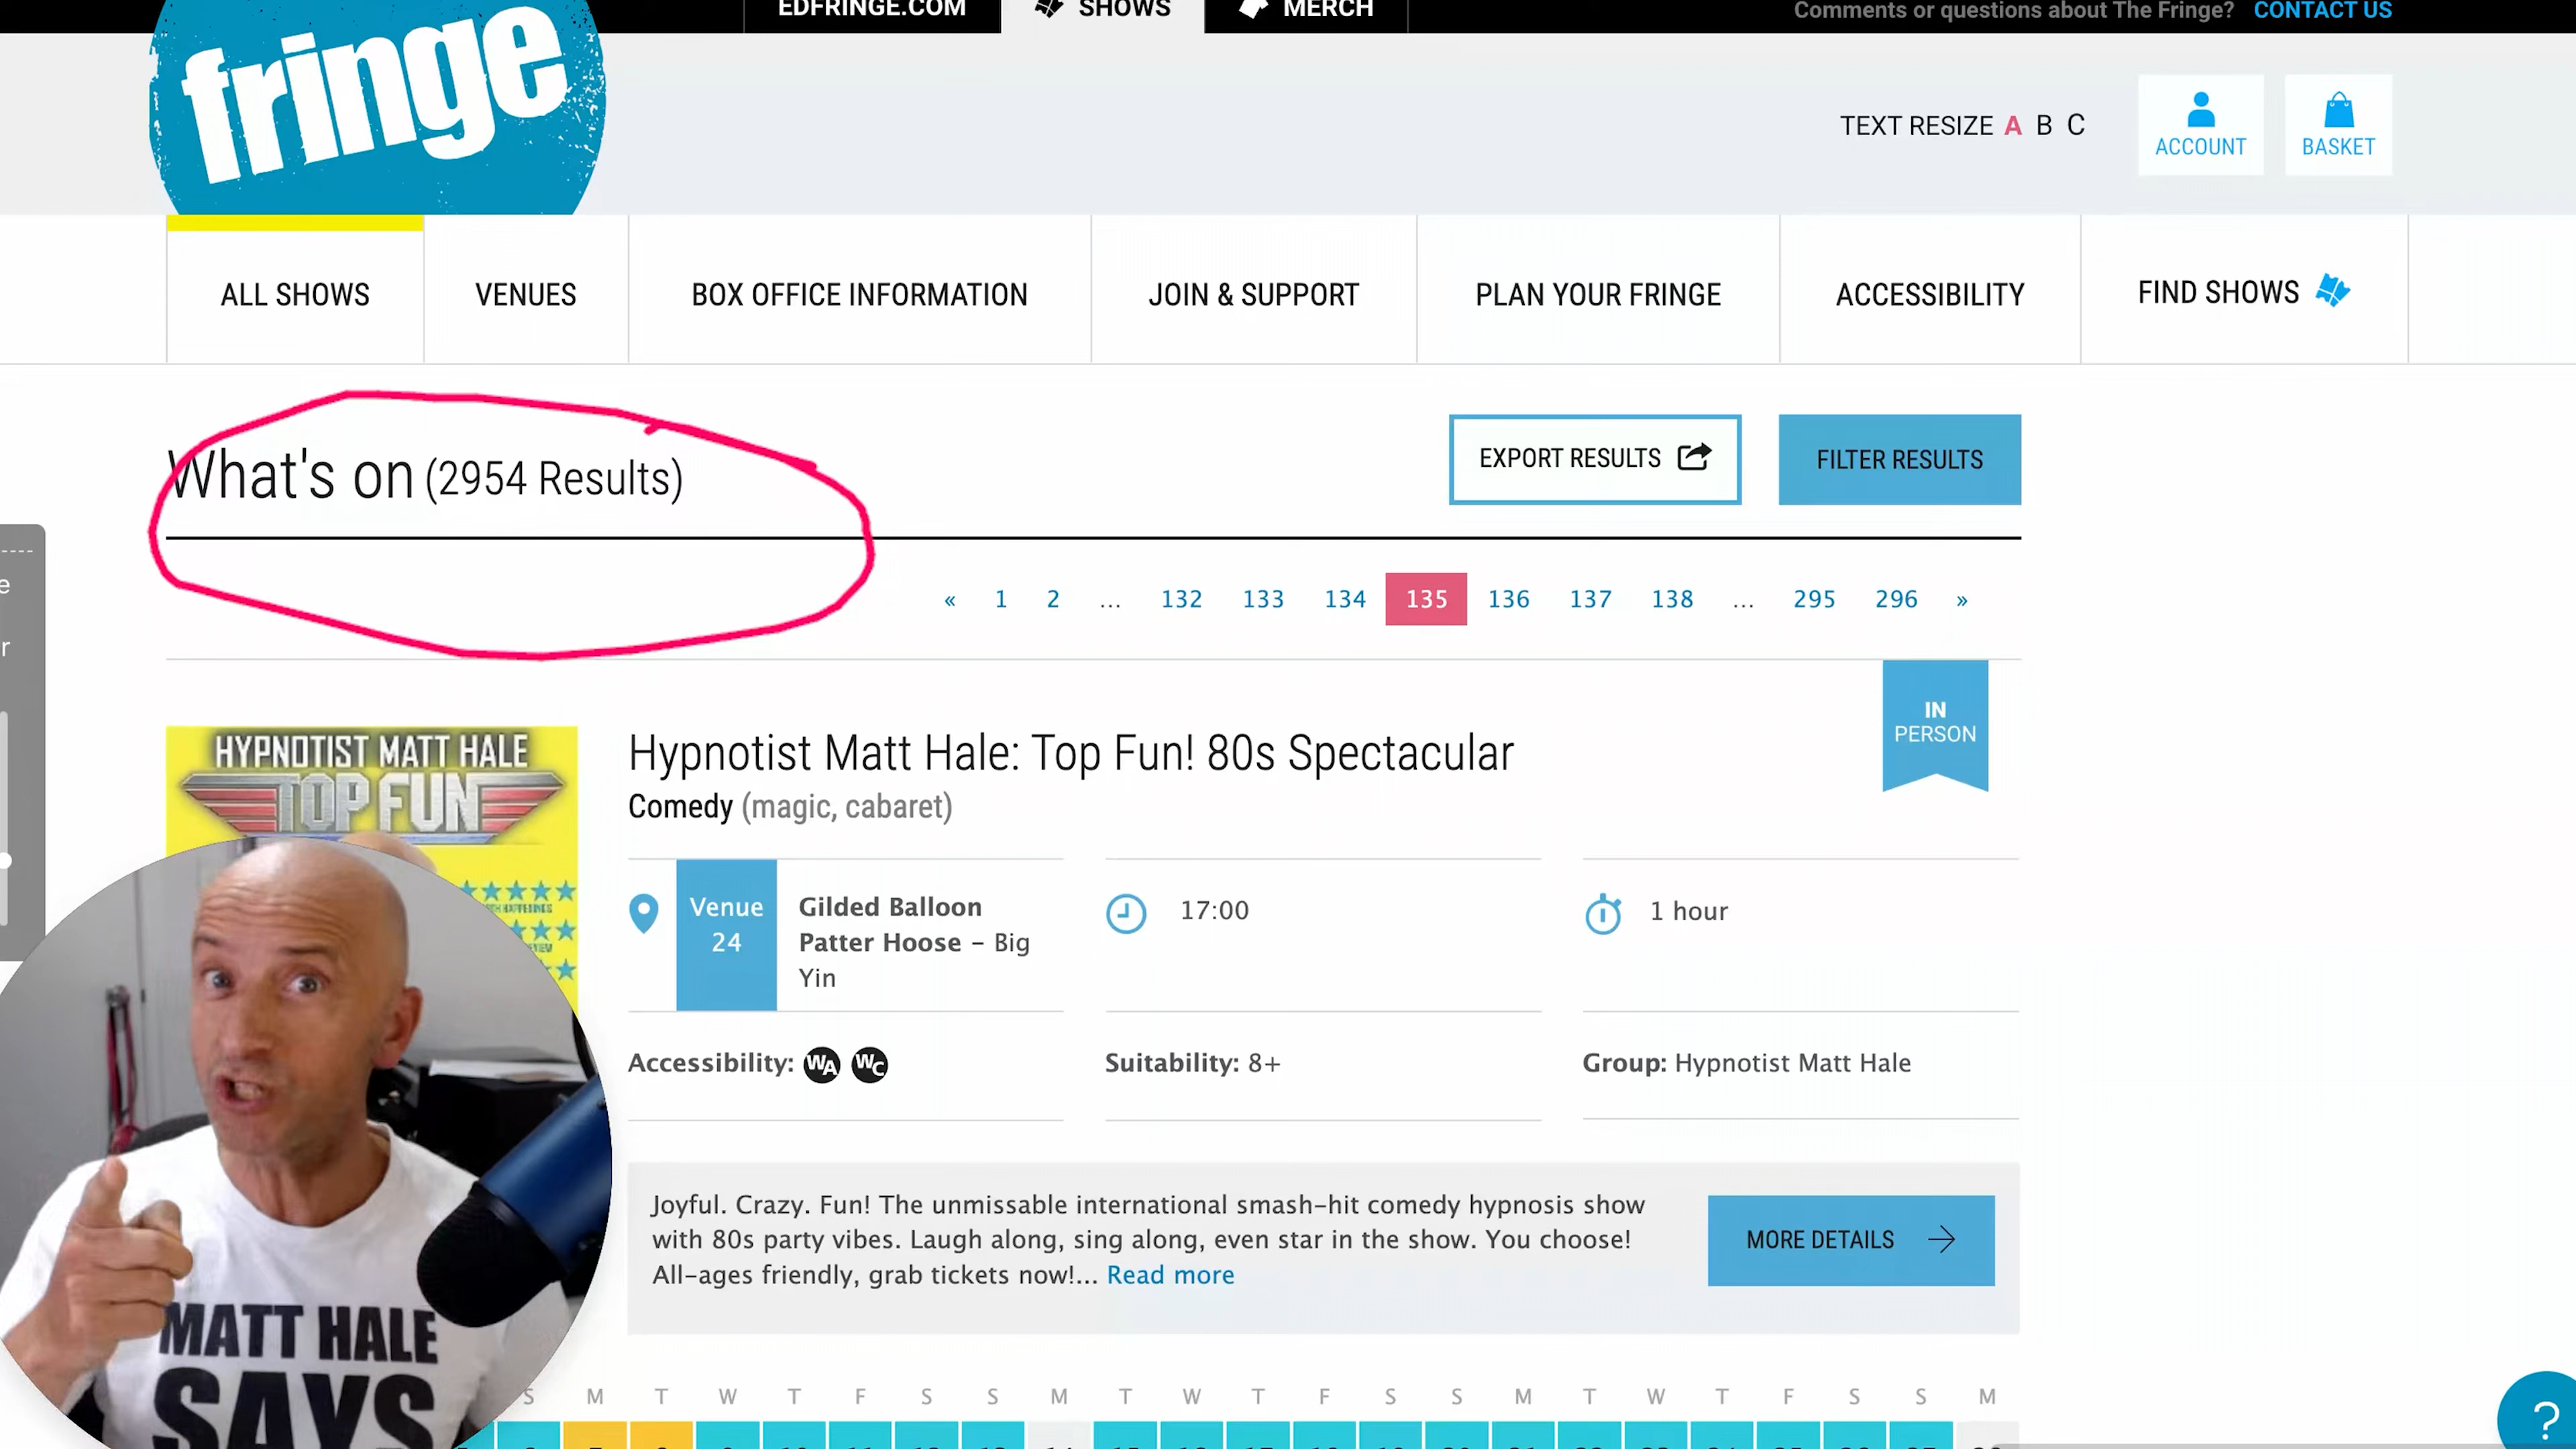 EDFRINGE.COM
SHOWS
MERCH
Comments or questions about The Fringe? CONTACT US
fringe
TEXT RESIZE A B C
ACCOUNT
BASKET
ALL SHOWS
VENUES
BOX OFFICE INFORMATION
JOIN & SUPPORT
PLAN YOUR FRINGE
ACCESSIBILITY
FIND SHOWS
What's on (2954 Results)
EXPORT RESULTS
FILTER RESULTS
« 1 2 ... 132 133 134 135 136 137 138 ... 295 296 »
IN
PERSON
HYPNOTIST MATT HALE
TOP FUN
Hypnotist Matt Hale: Top Fun! 80s Spectacular
Comedy (magic, cabaret)
Venue
24
Gilded Balloon
Patter Hoose – Big
Yin
17:00
1 hour
Accessibility: WA WC
Suitability: 8+
Group: Hypnotist Matt Hale
Joyful. Crazy. Fun! The unmissable international smash-hit comedy hypnosis show
with 80s party vibes. Laugh along, sing along, even star in the show. You choose!
All-ages friendly, grab tickets now!... Read more
MORE DETAILS
MATT HALE
SAYS
S M T W T F S S M T W T F S S M T W T F S S M
?